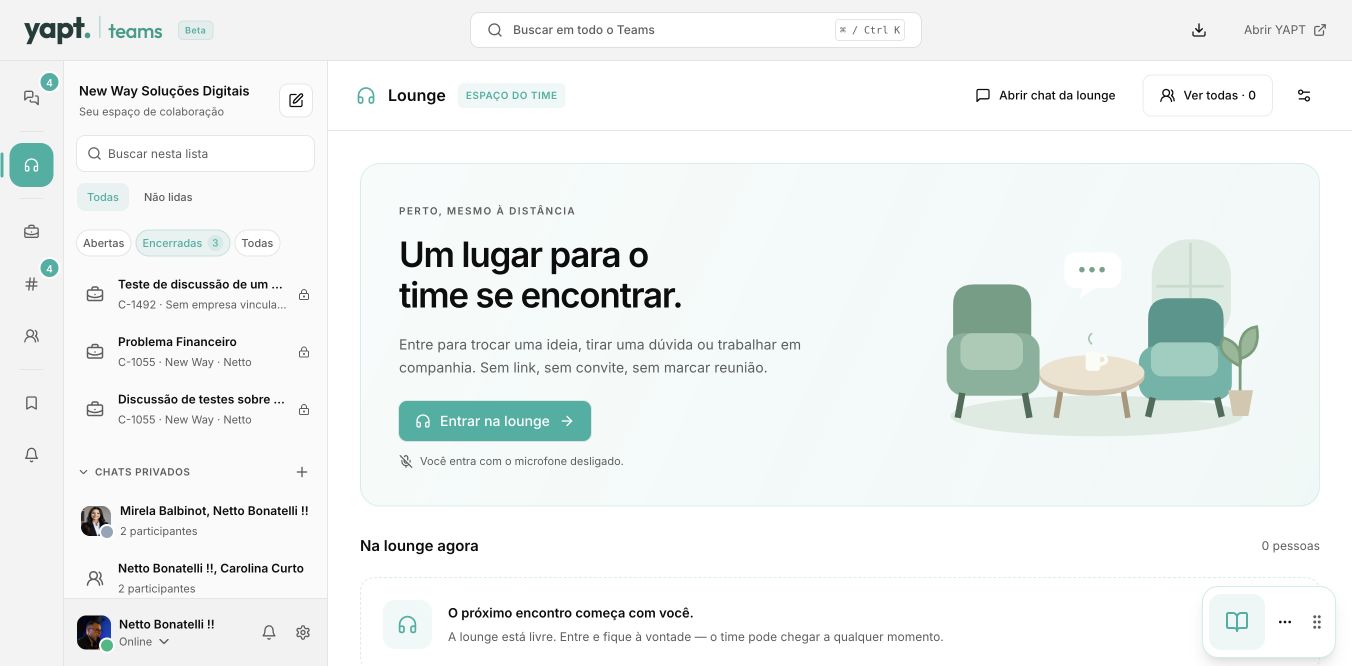 yapt. teams Beta
Buscar em todo o Teams
⌘ / Ctrl K
Abrir YAPT
4
New Way Soluções Digitais
Seu espaço de colaboração
Buscar nesta lista
Todas
Não lidas
Abertas
Encerradas 3
Todas
4
Teste de discussão de um ...
C-1492 · Sem empresa vincula...
Problema Financeiro
C-1055 · New Way · Netto
Discussão de testes sobre ...
C-1055 · New Way · Netto
CHATS PRIVADOS
Mirela Balbinot, Netto Bonatelli !!
2 participantes
Netto Bonatelli !!, Carolina Curto
2 participantes
Netto Bonatelli !!
Online
Lounge
ESPAÇO DO TIME
Abrir chat da lounge
Ver todas · 0
PERTO, MESMO À DISTÂNCIA
Um lugar para o
time se encontrar.
Entre para trocar uma ideia, tirar uma dúvida ou trabalhar em
companhia. Sem link, sem convite, sem marcar reunião.
Entrar na lounge
Você entra com o microfone desligado.
Na lounge agora
0 pessoas
O próximo encontro começa com você.
A lounge está livre. Entre e fique à vontade — o time pode chegar a qualquer momento.